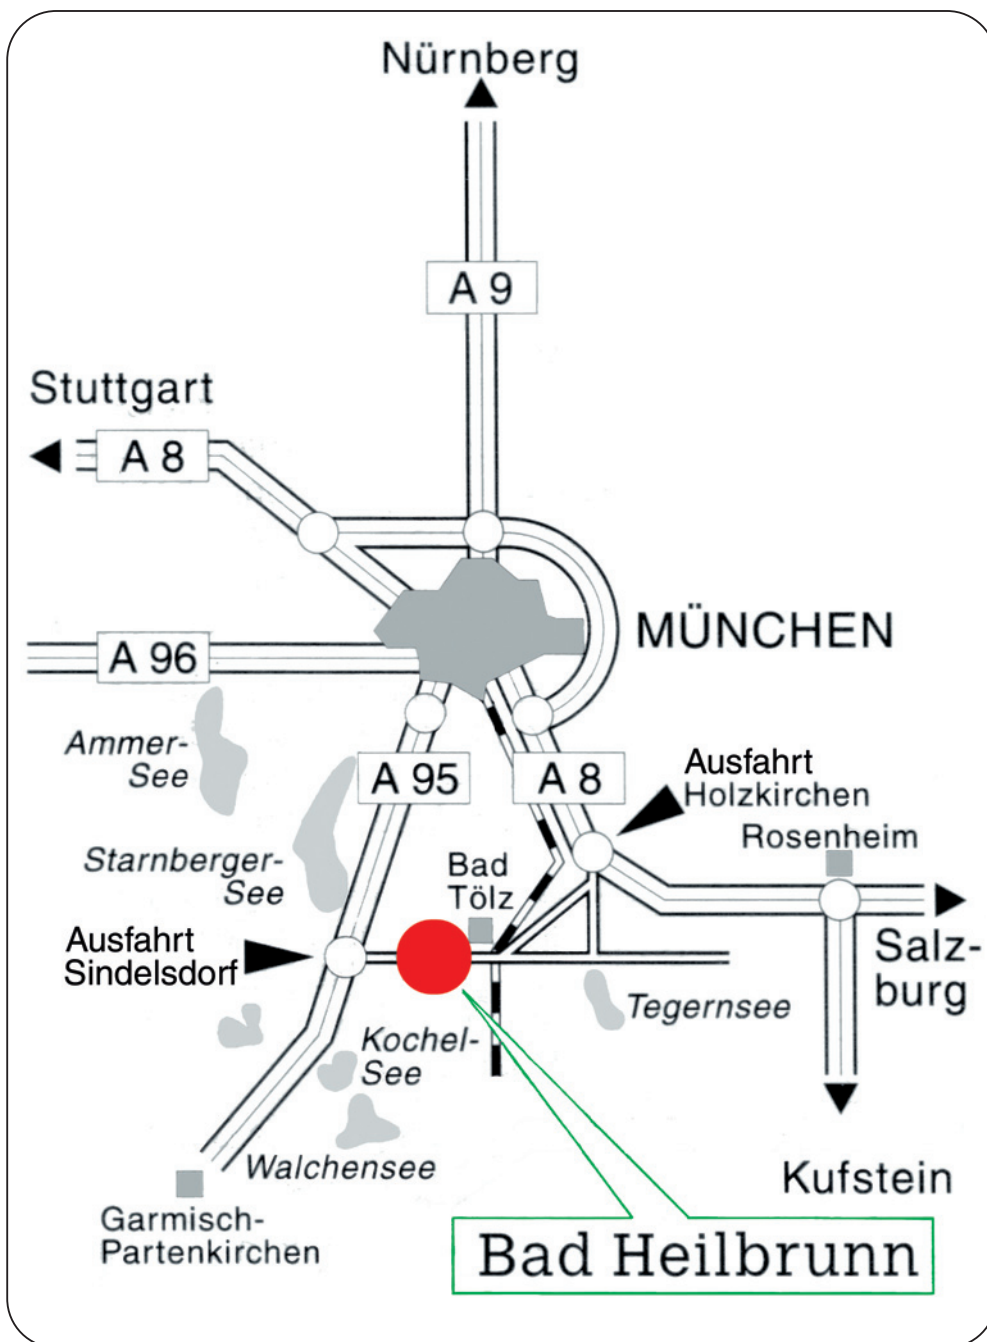 Nürnberg
A 9
Stuttgart
A 8
MÜNCHEN
A 96
Ammer-
See
A 95
A 8
Ausfahrt
Holzkirchen
Rosenheim
Starnberger-
See
Bad
Tölz
Ausfahrt
Sindelsdorf
Salz-
burg
Tegernsee
Kochel-
See
Walchensee
Kufstein
Garmisch-
Partenkirchen
Bad Heilbrunn